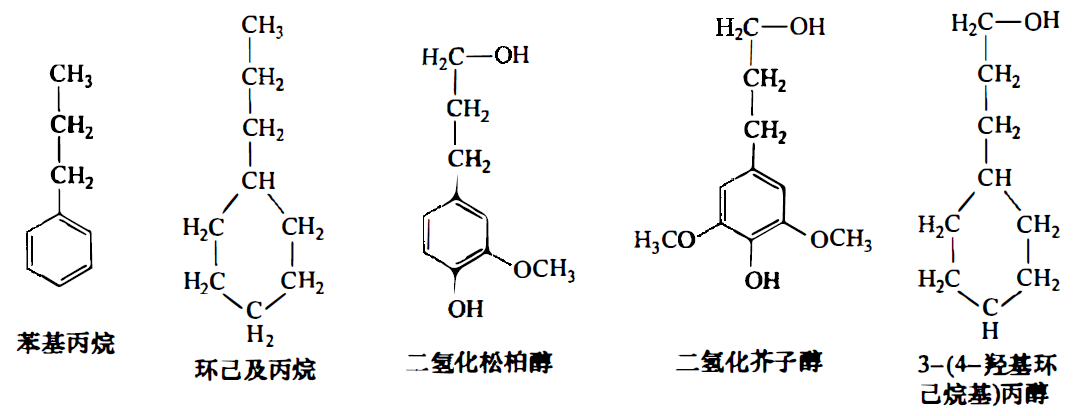 CH₃
CH₂
CH₂
苯基丙烷
CH₃
CH₂
CH₂
CH
H₂C CH₂
H₂C CH₂
C
H₂
环己及丙烷
H₂C—OH
CH₂
CH₂
OCH₃
OH
二氢化松柏醇
H₂C—OH
CH₂
CH₂
H₃CO OCH₃
OH
二氢化芥子醇
H₂C—OH
CH₂
CH₂
CH
H₂C CH₂
H₂C CH₂
C
H
3-(4-羟基环
己烷基)丙醇